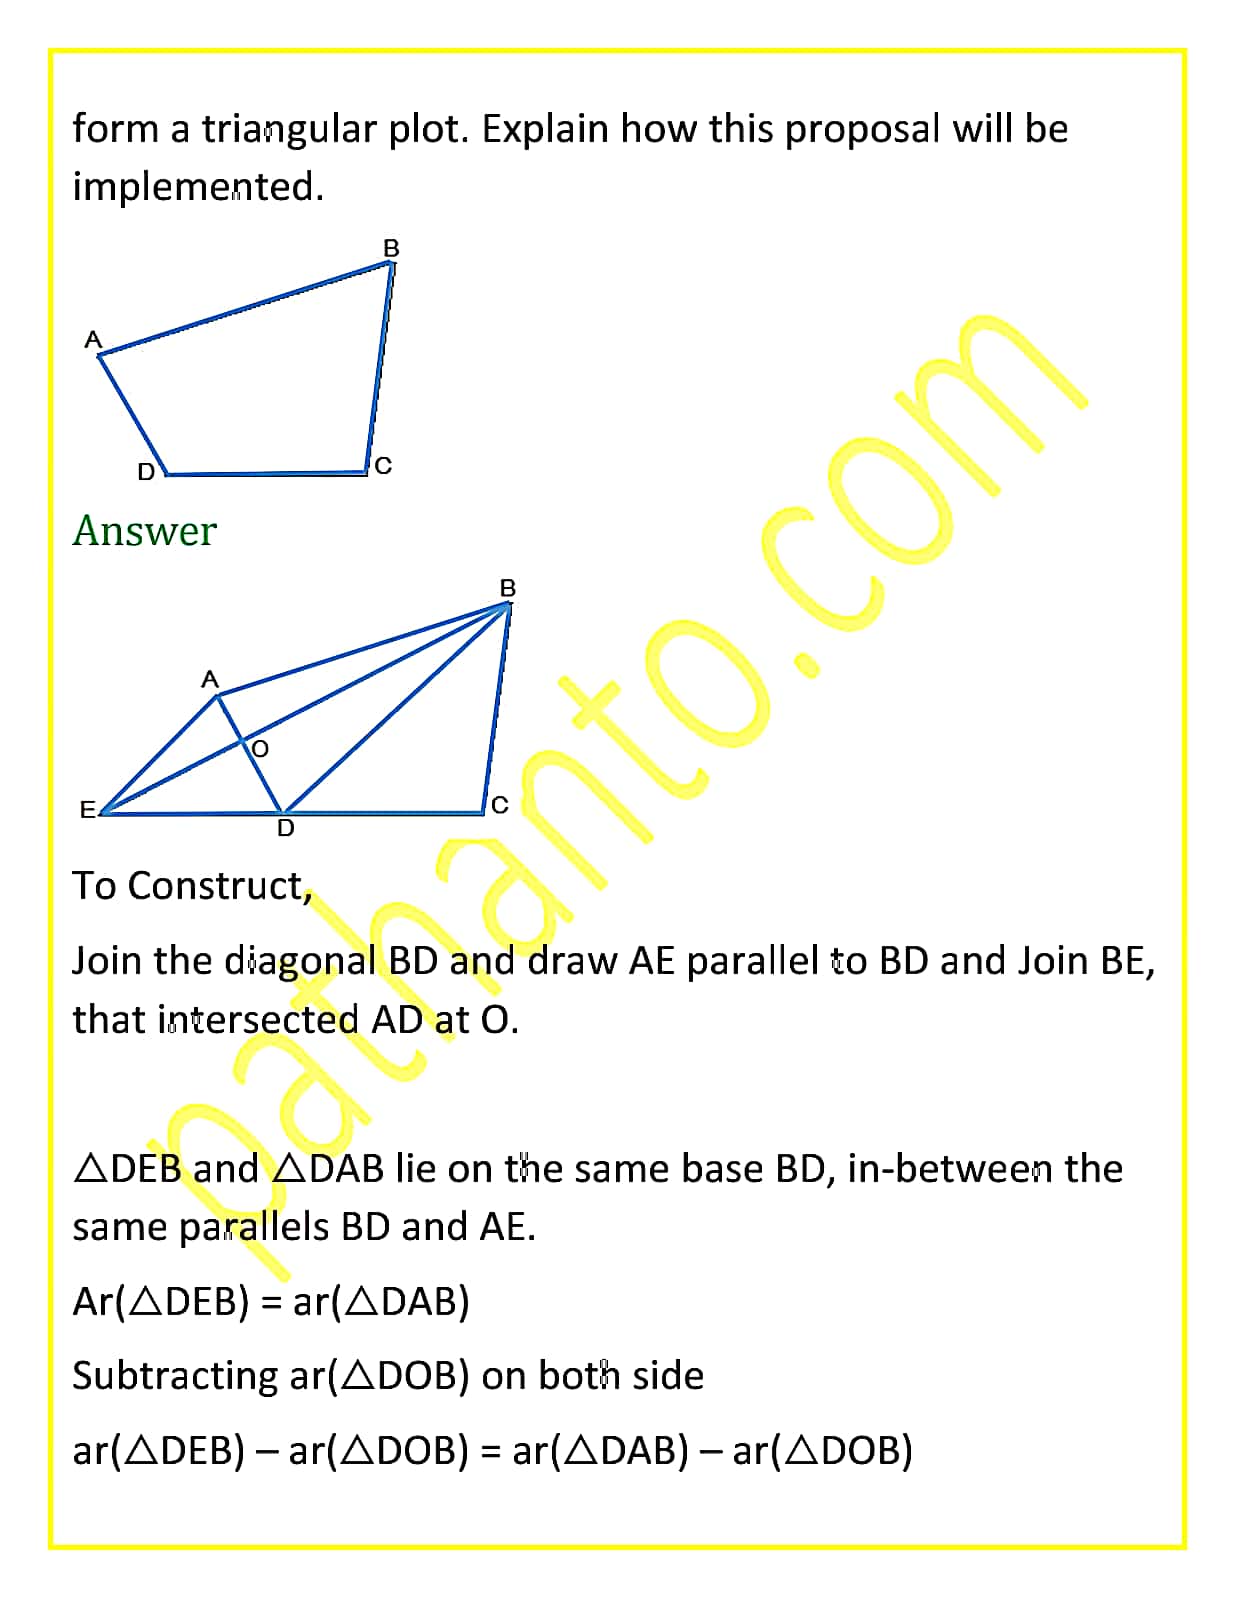 form a triangular plot. Explain how this proposal will be
implemented.
B
A
D
C
Answer
B
A
O
E
D
C
To Construct,
Join the diagonal BD and draw AE parallel to BD and Join BE,
that intersected AD at O.
△DEB and △DAB lie on the same base BD, in-between the
same parallels BD and AE.
Ar(△DEB) = ar(△DAB)
Subtracting ar(△DOB) on both side
ar(△DEB) – ar(△DOB) = ar(△DAB) – ar(△DOB)
pathanto.com